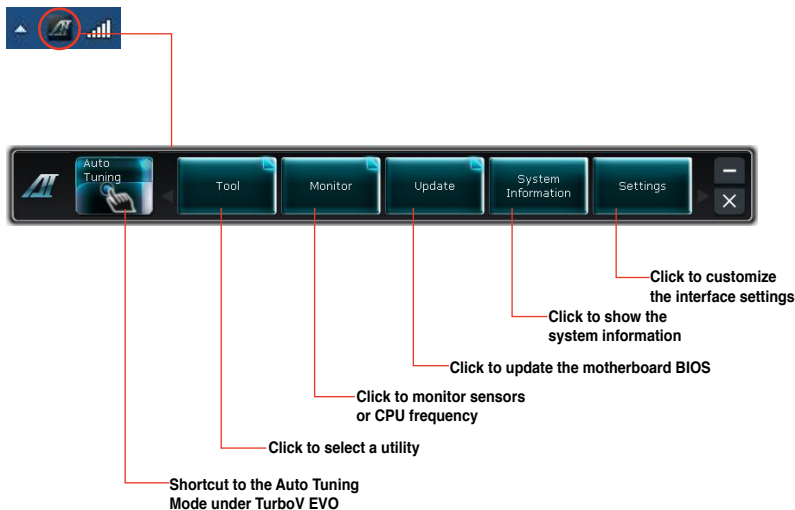 Auto
Tuning
Tool
Monitor
Update
System
Information
Settings
Click to customize
the interface settings
Click to show the
system information
Click to update the motherboard BIOS
Click to monitor sensors
or CPU frequency
Click to select a utility
Shortcut to the Auto Tuning
Mode under TurboV EVO